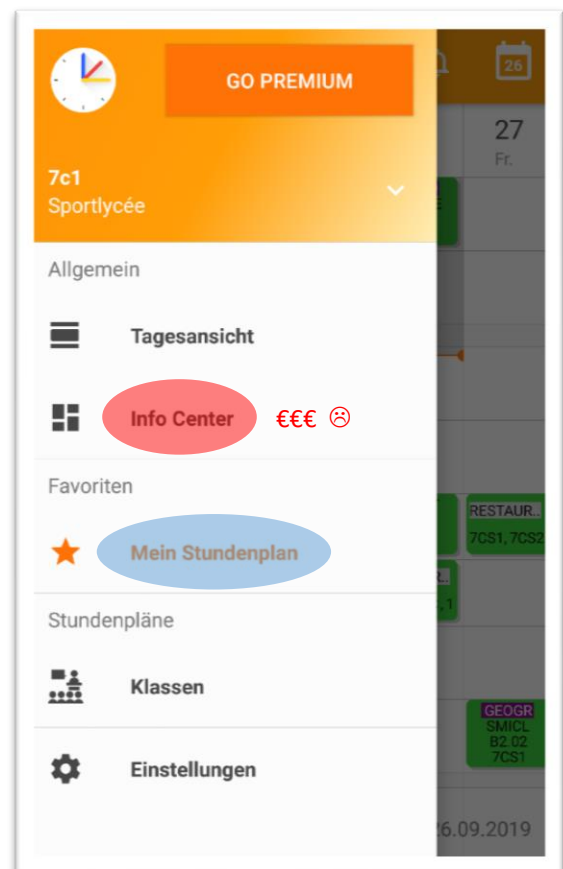 GO PREMIUM
26
27
Fr.
7c1
Sportlycée
Allgemein
Tagesansicht
Info Center €€€ ☹
Favoriten
Mein Stundenplan
RESTAUR..
7CS1, 7CS2
Stundenpläne
Klassen
GEOGR
SMICL
B2.02
7CS1
Einstellungen
6.09.2019